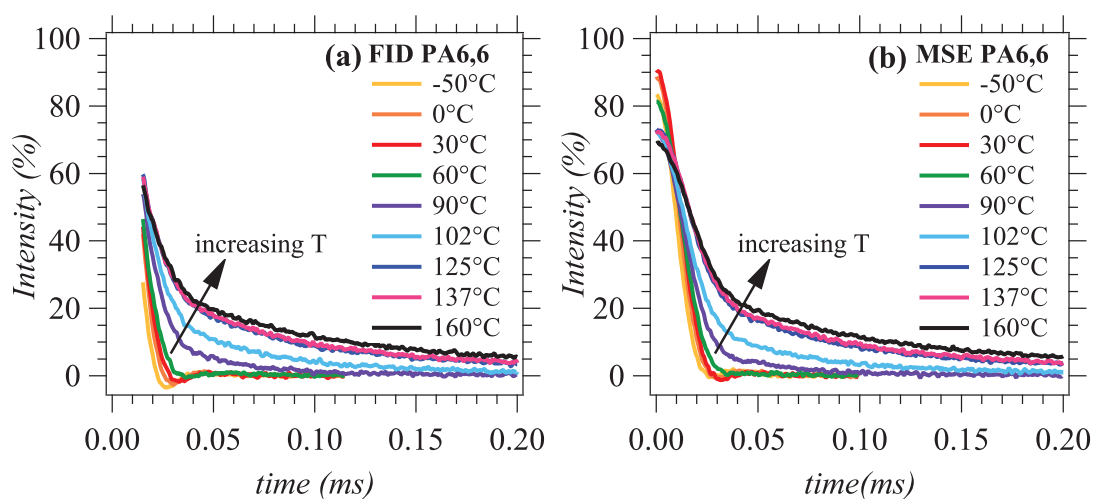 100
80
60
40
20
0
Intensity (%)
(a) FID PA6,6
-50°C
0°C
30°C
60°C
90°C
102°C
125°C
137°C
160°C
increasing T
0.00 0.05 0.10 0.15 0.20
time (ms)
100
80
60
40
20
0
Intensity (%)
(b) MSE PA6,6
-50°C
0°C
30°C
60°C
90°C
102°C
125°C
137°C
160°C
increasing T
0.00 0.05 0.10 0.15 0.20
time(ms)